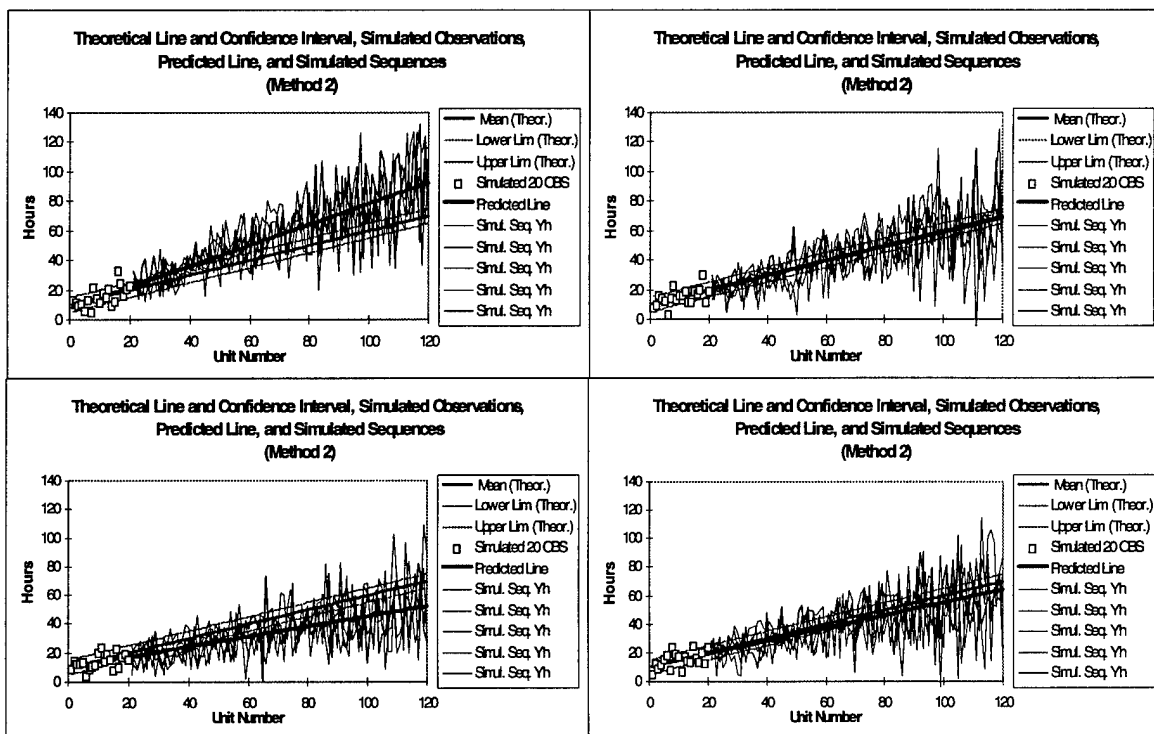 Theoretical Line and Confidence Interval, Simulated Observations,
Predicted Line, and Simulated Sequences
(Method 2)
140
120
100
80
60
40
20
0
Hours
0 20 40 60 80 100 120
Unit Number
Mean (Theor.)
Lower Lim (Theor.)
Upper Lim (Theor.)
Simulated 20 OBS
Predicted Line
Simul. Seq. Yh
Simul. Seq. Yh
Simul. Seq. Yh
Simul. Seq. Yh
Simul. Seq. Yh
Theoretical Line and Confidence Interval, Simulated Observations,
Predicted Line, and Simulated Sequences
(Method 2)
140
120
100
80
60
40
20
0
Hours
0 20 40 60 80 100 120
Unit Number
Mean (Theor.)
Lower Lim (Theor.)
Upper Lim (Theor.)
Simulated 20 OBS
Predicted Line
Simul. Seq. Yh
Simul. Seq. Yh
Simul. Seq. Yh
Simul. Seq. Yh
Simul. Seq. Yh
Theoretical Line and Confidence Interval, Simulated Observations,
Predicted Line, and Simulated Sequences
(Method 2)
140
120
100
80
60
40
20
0
Hours
0 20 40 60 80 100 120
Unit Number
Mean (Theor.)
Lower Lim (Theor.)
Upper Lim (Theor.)
Simulated 20 OBS
Predicted Line
Simul. Seq. Yh
Simul. Seq. Yh
Simul. Seq. Yh
Simul. Seq. Yh
Simul. Seq. Yh
Theoretical Line and Confidence Interval, Simulated Observations,
Predicted Line, and Simulated Sequences
(Method 2)
140
120
100
80
60
40
20
0
Hours
0 20 40 60 80 100 120
Unit Number
Mean (Theor.)
Lower Lim (Theor.)
Upper Lim (Theor.)
Simulated 20 OBS
Predicted Line
Simul. Seq. Yh
Simul. Seq. Yh
Simul. Seq. Yh
Simul. Seq. Yh
Simul. Seq. Yh